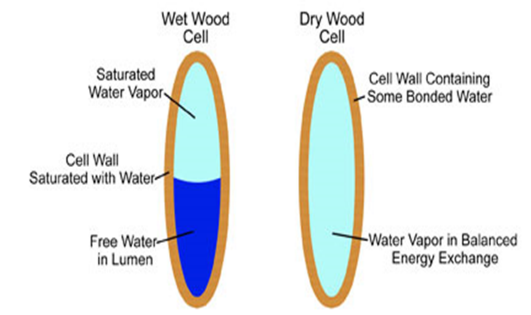 Wet Wood
Cell
Dry Wood
Cell
Saturated
Water Vapor
Cell Wall
Saturated with Water
Free Water
in Lumen
Cell Wall Containing
Some Bonded Water
Water Vapor in Balanced
Energy Exchange